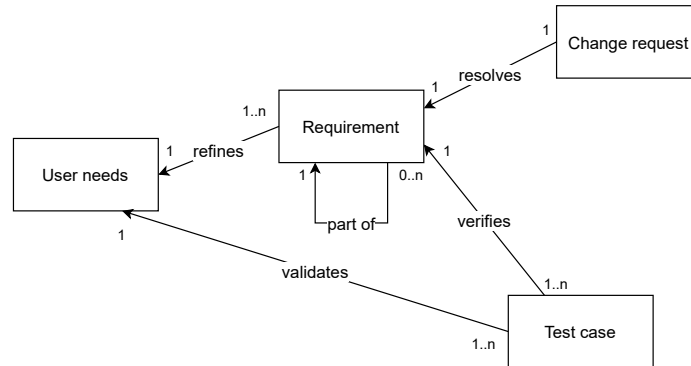 1
Change request
resolves
1
1..n
Requirement
1
refines
1
User needs
1
0..n
part of
1
verifies
validates
1..n
Test case
1..n